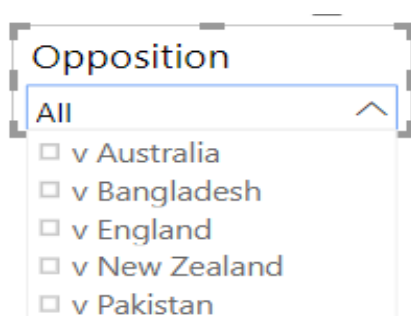 Opposition
All
v Australia
v Bangladesh
v England
v New Zealand
v Pakistan